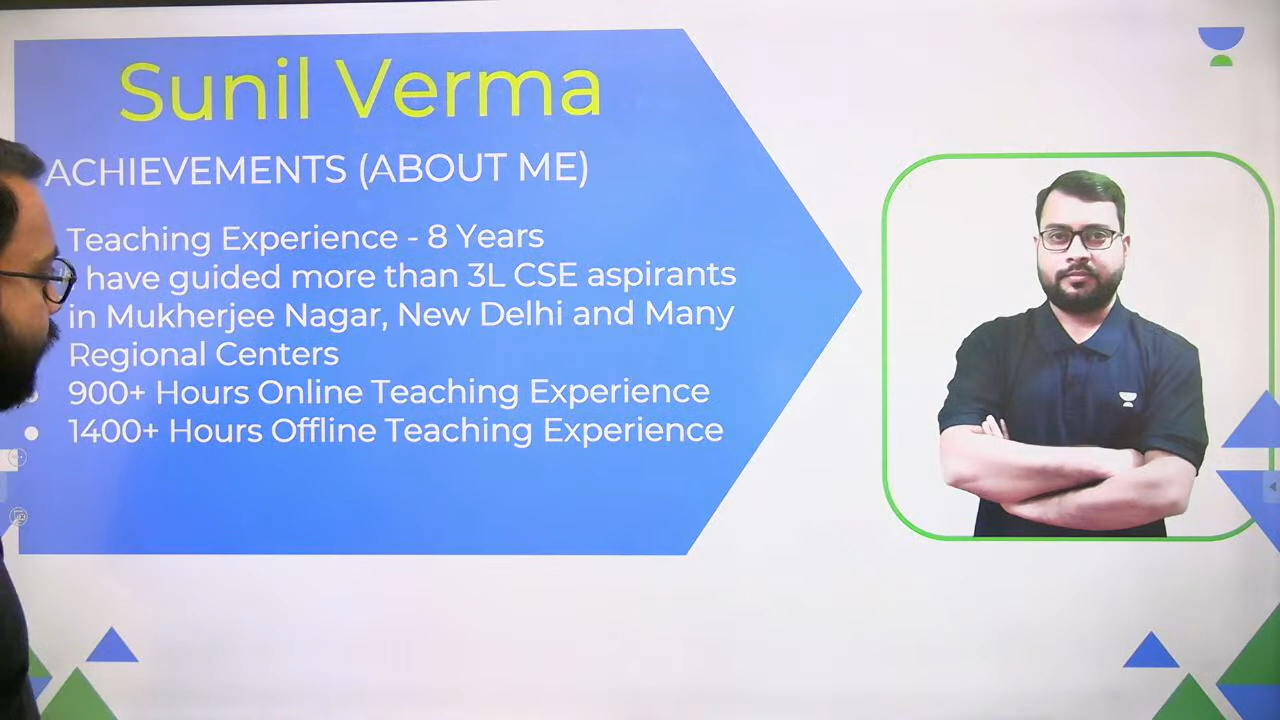 Sunil Verma
ACHIEVEMENTS (ABOUT ME)
Teaching Experience - 8 Years
have guided more than 3L CSE aspirants
in Mukherjee Nagar, New Delhi and Many
Regional Centers
900+ Hours Online Teaching Experience
1400+ Hours Offline Teaching Experience